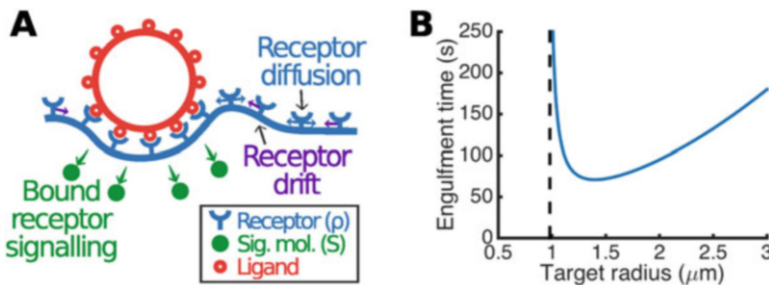 A
Receptor
diffusion
Receptor
drift
Bound
receptor
signalling
Receptor (ρ)
Sig. mol. (S)
Ligand
B
Engulfment time (s)
250
200
150
100
50
0
0.5 1 1.5 2 2.5 3
Target radius (μm)